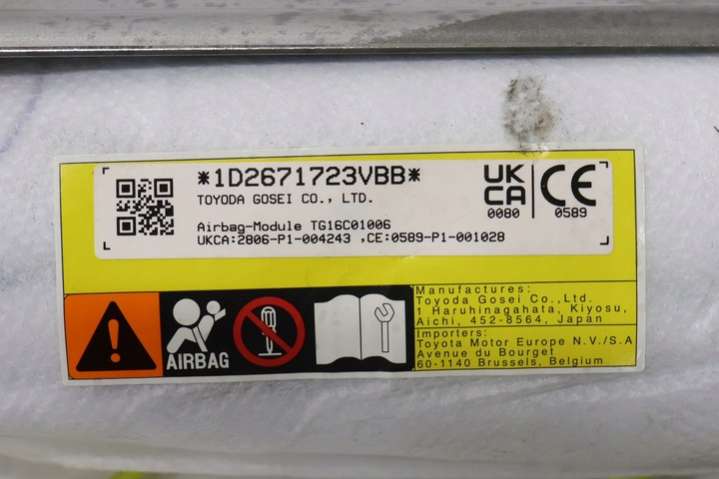 *1D2671723VBB*
TOYODA GOSEI CO., LTD.
Airbag-Module TG16C01006
UKCA:2806-P1-004243 ,CE:0589-P1-001028
UK
CA
0080
CE
0589
AIRBAG
Manufactures:
Toyoda Gosei Co.,Ltd.
1 Haruhinagahata, Kiyosu,
Aichi, 452-8564, Japan
Importers:
Toyota Motor Europe N.V./S.A
Avenue du Bourget
60-1140 Brussels, Belgium